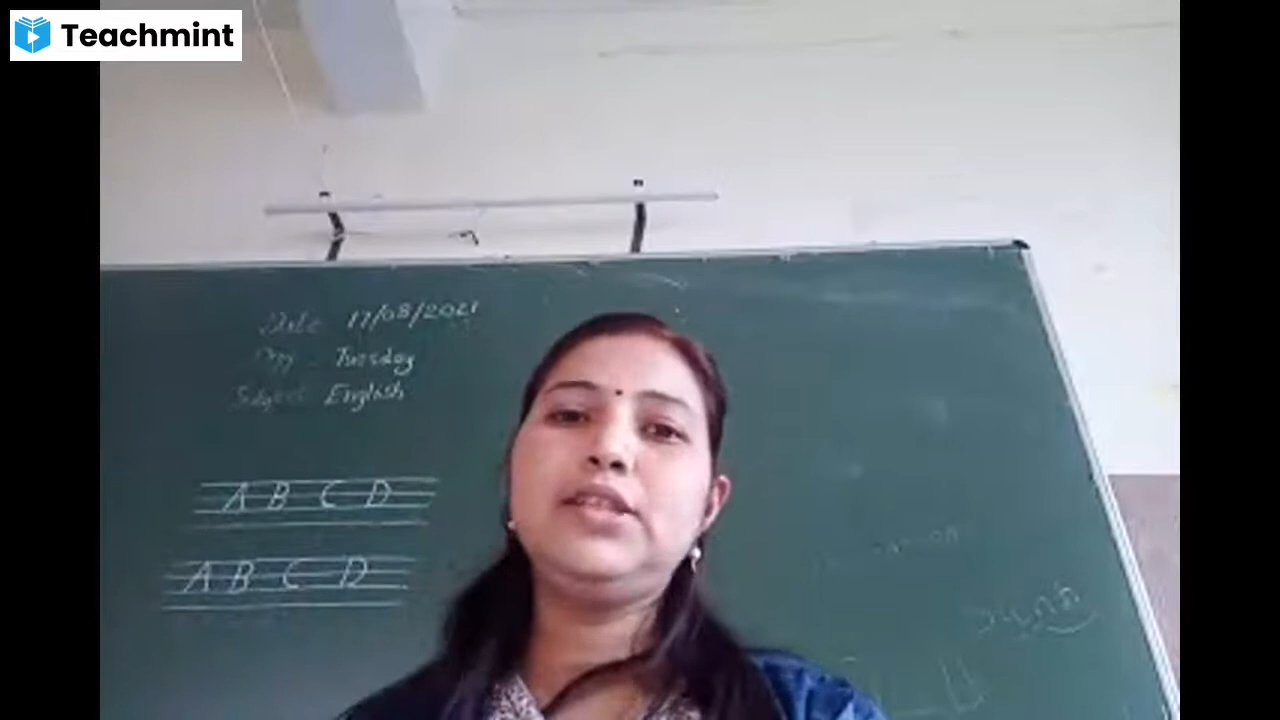 Teachmint
Date 17/08/2021
Day - Tuesday
Subject English
A B C D
A B C D